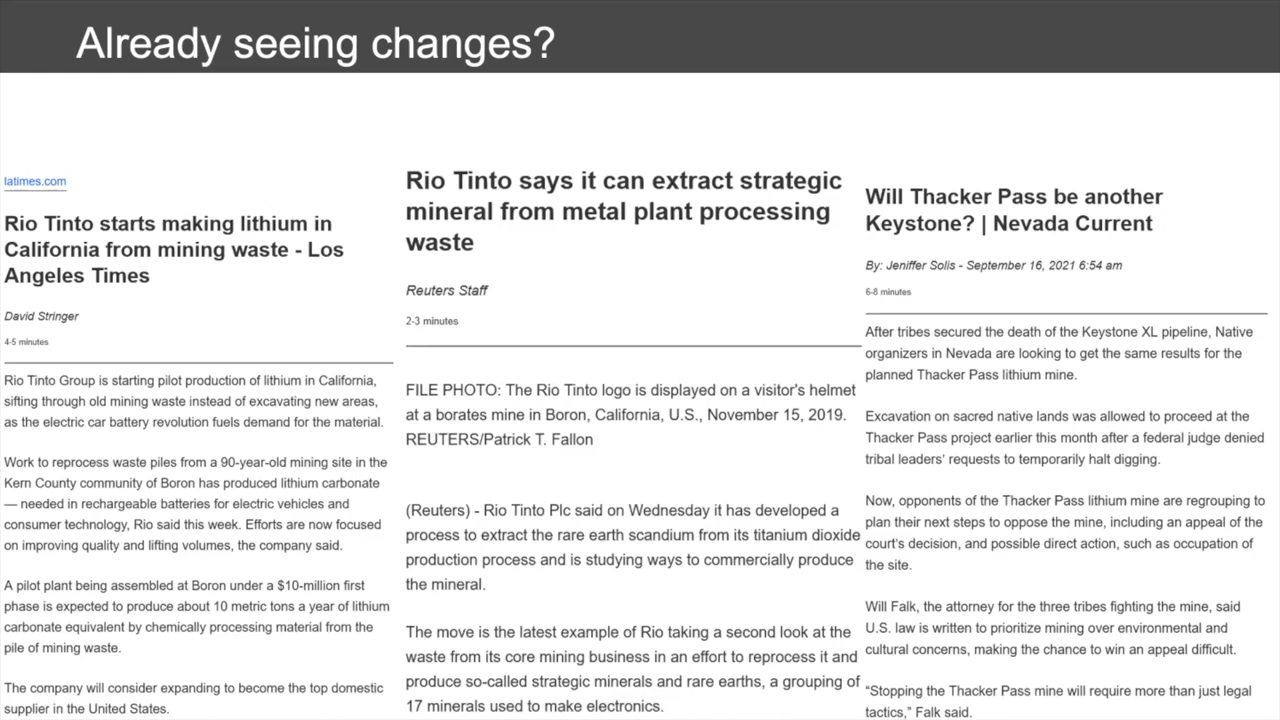 Already seeing changes?
latimes.com
Rio Tinto starts making lithium in
California from mining waste - Los
Angeles Times
David Stringer
4-5 minutes
Rio Tinto Group is starting pilot production of lithium in California,
sifting through old mining waste instead of excavating new areas,
as the electric car battery revolution fuels demand for the material.
Work to reprocess waste piles from a 90-year-old mining site in the
Kern County community of Boron has produced lithium carbonate
— needed in rechargeable batteries for electric vehicles and
consumer technology, Rio said this week. Efforts are now focused
on improving quality and lifting volumes, the company said.
A pilot plant being assembled at Boron under a $10-million first
phase is expected to produce about 10 metric tons a year of lithium
carbonate equivalent by chemically processing material from the
pile of mining waste.
The company will consider expanding to become the top domestic
supplier in the United States.
Rio Tinto says it can extract strategic
mineral from metal plant processing
waste
Reuters Staff
2-3 minutes
FILE PHOTO: The Rio Tinto logo is displayed on a visitor's helmet
at a borates mine in Boron, California, U.S., November 15, 2019.
REUTERS/Patrick T. Fallon
(Reuters) - Rio Tinto Plc said on Wednesday it has developed a
process to extract the rare earth scandium from its titanium dioxide
production process and is studying ways to commercially produce
the mineral.
The move is the latest example of Rio taking a second look at the
waste from its core mining business in an effort to reprocess it and
produce so-called strategic minerals and rare earths, a grouping of
17 minerals used to make electronics.
Will Thacker Pass be another
Keystone? | Nevada Current
By: Jeniffer Solis - September 16, 2021 6:54 am
6-8 minutes
After tribes secured the death of the Keystone XL pipeline, Native
organizers in Nevada are looking to get the same results for the
planned Thacker Pass lithium mine.
Excavation on sacred native lands was allowed to proceed at the
Thacker Pass project earlier this month after a federal judge denied
tribal leaders' requests to temporarily halt digging.
Now, opponents of the Thacker Pass lithium mine are regrouping to
plan their next steps to oppose the mine, including an appeal of the
court's decision, and possible direct action, such as occupation of
the site.
Will Falk, the attorney for the three tribes fighting the mine, said
U.S. law is written to prioritize mining over environmental and
cultural concerns, making the chance to win an appeal difficult.
“Stopping the Thacker Pass mine will require more than just legal
tactics,” Falk said.